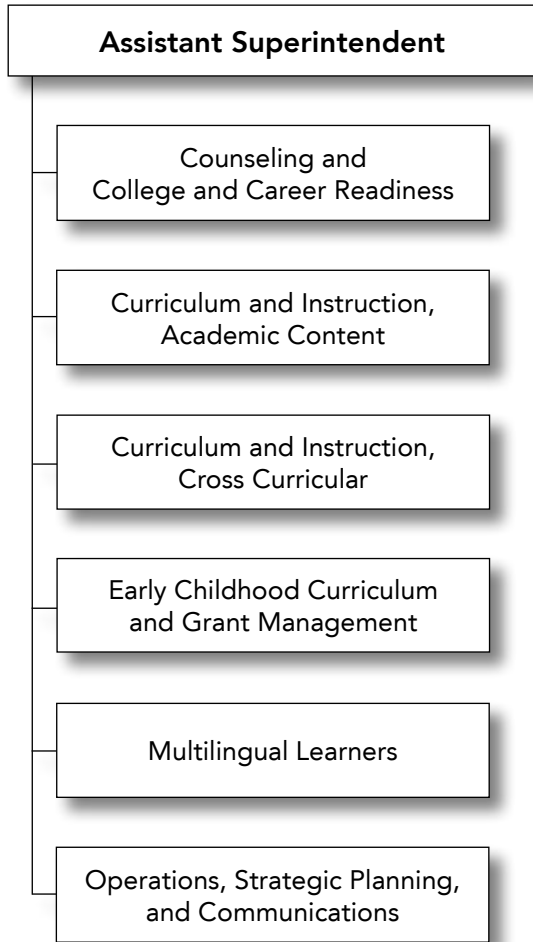 Assistant Superintendent
Counseling and
College and Career Readiness
Curriculum and Instruction,
Academic Content
Curriculum and Instruction,
Cross Curricular
Early Childhood Curriculum
and Grant Management
Multilingual Learners
Operations, Strategic Planning,
and Communications